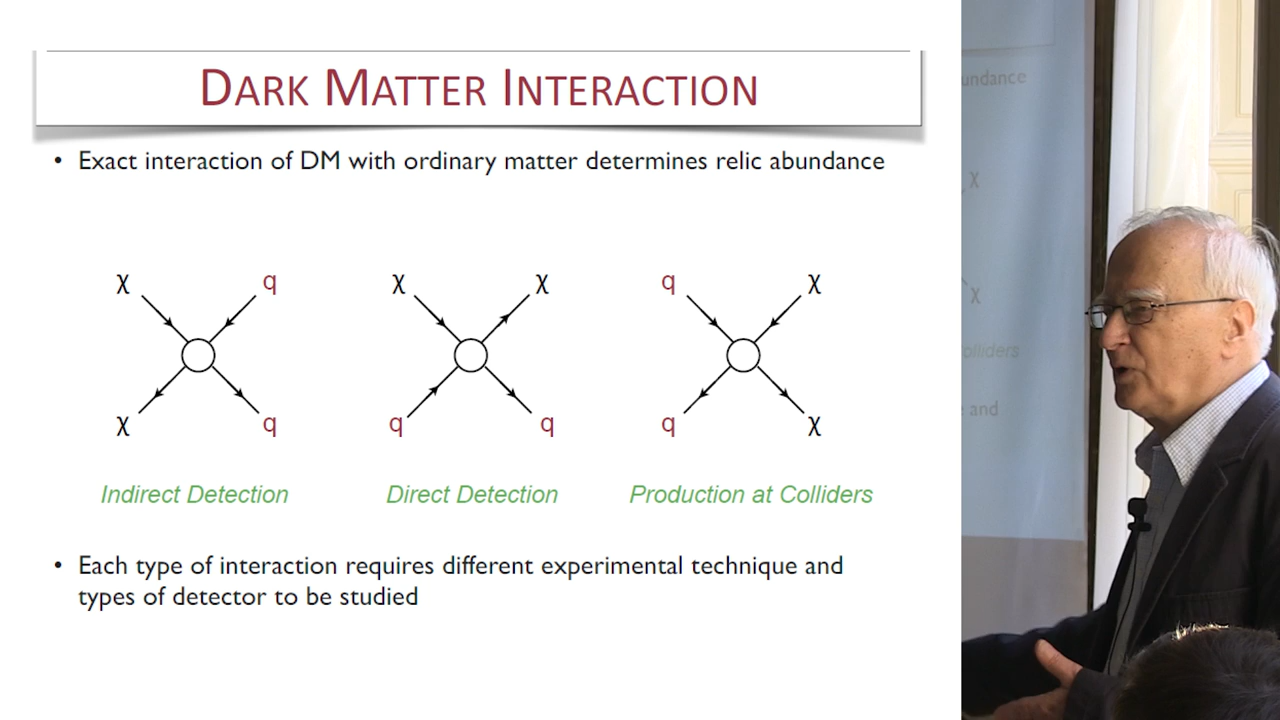 DARK MATTER INTERACTION
• Exact interaction of DM with ordinary matter determines relic abundance
χ q χ χ q χ
χ q q q q χ
Indirect Detection Direct Detection Production at Colliders
• Each type of interaction requires different experimental technique and
types of detector to be studied
undance
χ
χ
olliders
and